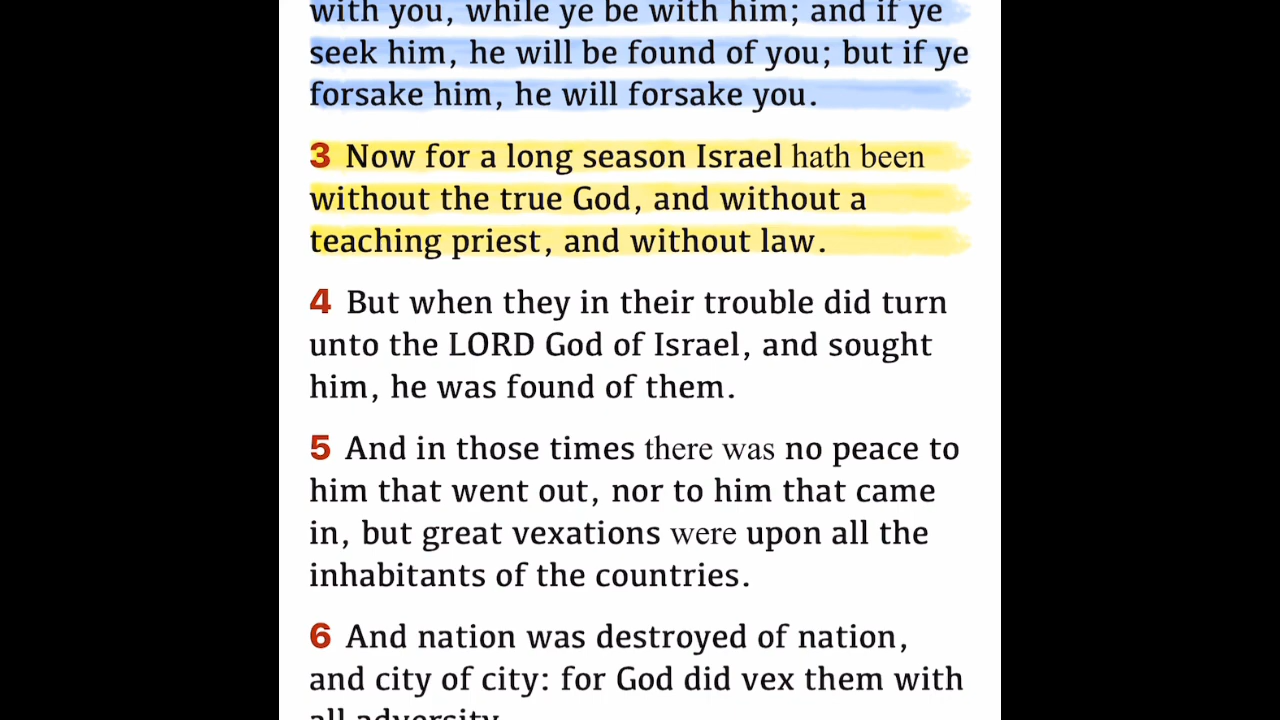 with you, while ye be with him; and if ye
seek him, he will be found of you; but if ye
forsake him, he will forsake you.
3 Now for a long season Israel hath been
without the true God, and without a
teaching priest, and without law.
4 But when they in their trouble did turn
unto the LORD God of Israel, and sought
him, he was found of them.
5 And in those times there was no peace to
him that went out, nor to him that came
in, but great vexations were upon all the
inhabitants of the countries.
6 And nation was destroyed of nation,
and city of city: for God did vex them with
all adversity.